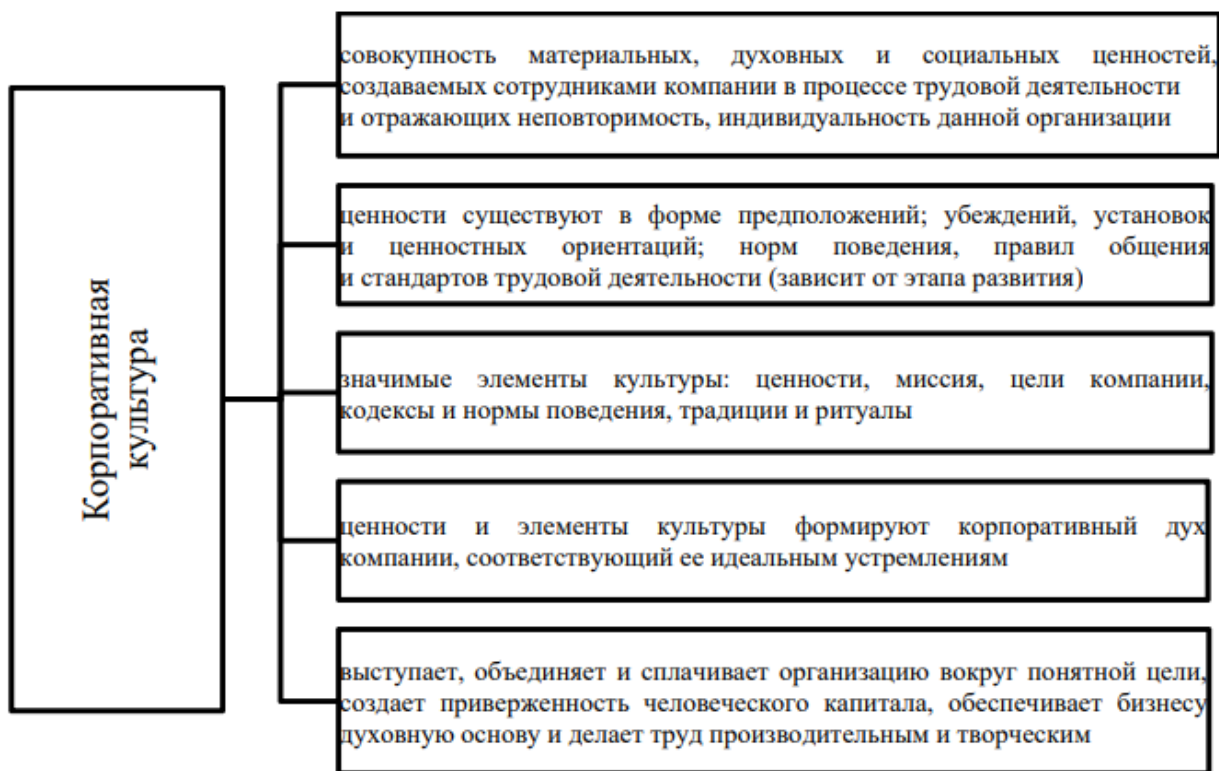 Корпоративная
культура
совокупность материальных, духовных и социальных ценностей,
создаваемых сотрудниками компании в процессе трудовой деятельности
и отражающих неповторимость, индивидуальность данной организации
ценности существуют в форме предположений; убеждений, установок
и ценностных ориентаций; норм поведения, правил общения
и стандартов трудовой деятельности (зависит от этапа развития)
значимые элементы культуры: ценности, миссия, цели компании,
кодексы и нормы поведения, традиции и ритуалы
ценности и элементы культуры формируют корпоративный дух
компании, соответствующий ее идеальным устремлениям
выступает, объединяет и сплачивает организацию вокруг понятной цели,
создает приверженность человеческого капитала, обеспечивает бизнесу
духовную основу и делает труд производительным и творческим